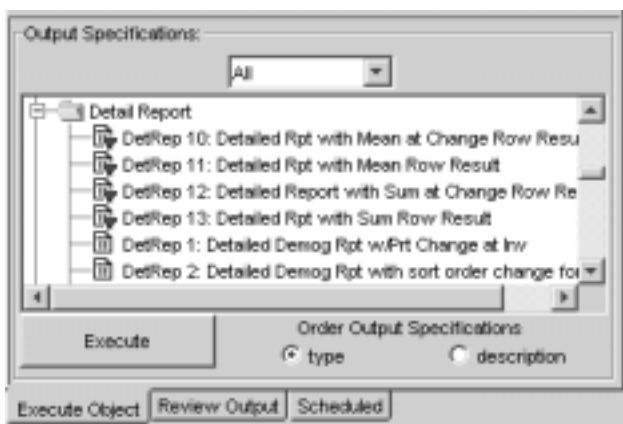 Output Specifications:
All
Detail Report
DetRep 10: Detailed Rpt with Mean at Change Row Resu
DetRep 11: Detailed Rpt with Mean Row Result
DetRep 12: Detailed Report with Sum at Change Row Re
DetRep 13: Detailed Rpt with Sum Row Result
DetRep 1: Detailed Demog Rpt w/Prt Change at Inv
DetRep 2: Detailed Demog Rpt with sort order change for
Execute
Order Output Specifications
type
description
Execute Object
Review Output
Scheduled